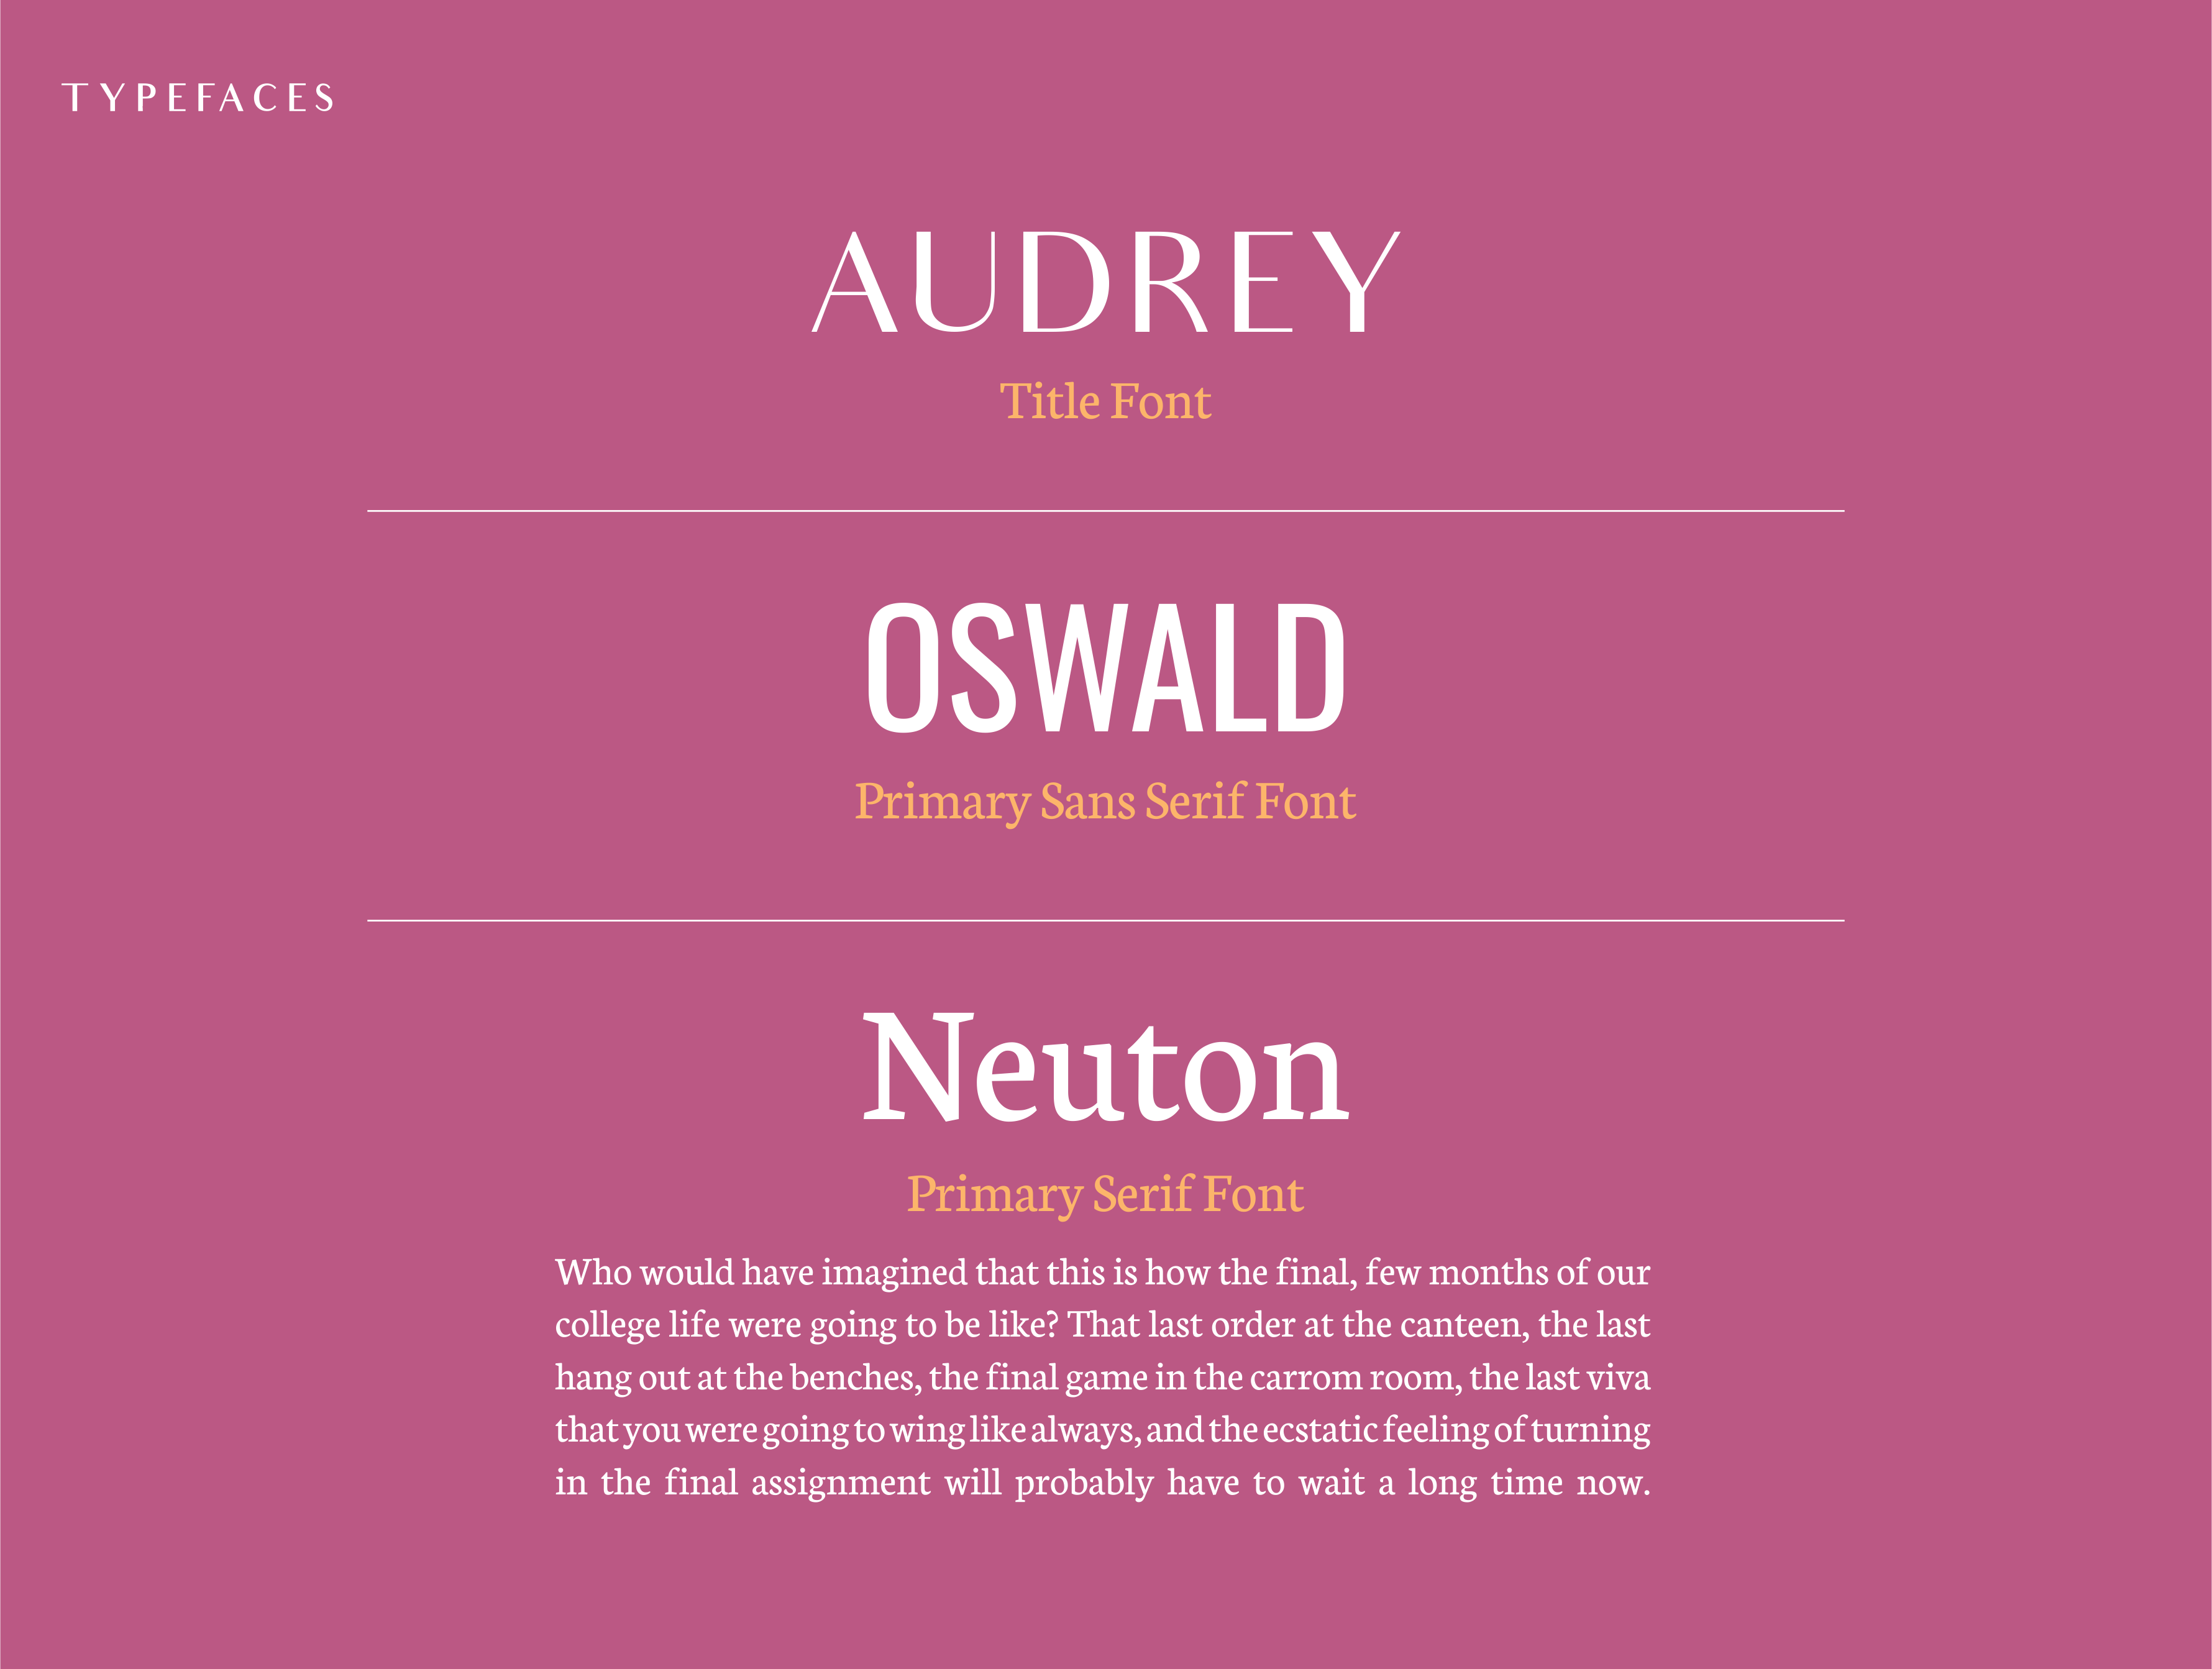 TYPEFACES
AUDREY
Title Font
OSWALD
Primary Sans Serif Font
Neuton
Primary Serif Font
Who would have imagined that this is how the final, few months of our
college life were going to be like? That last order at the canteen, the last
hang out at the benches, the final game in the carrom room, the last viva
that you were going to wing like always, and the ecstatic feeling of turning
in the final assignment will probably have to wait a long time now.